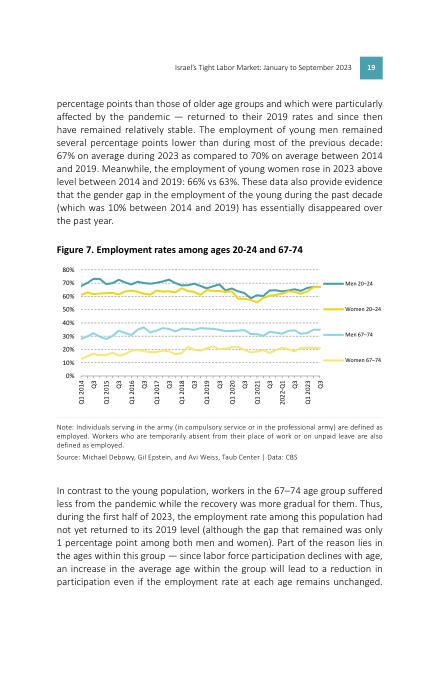 Israel's Tight Labor Market: January to September 2023
19
percentage points than those of older age groups and which were particularly
affected by the pandemic — returned to their 2019 rates and since then
have remained relatively stable. The employment of young men remained
several percentage points lower than during most of the previous decade:
67% on average during 2023 as compared to 70% on average between 2014
and 2019. Meanwhile, the employment of young women rose in 2023 above
level between 2014 and 2019: 66% vs 63%. These data also provide evidence
that the gender gap in the employment of the young during the past decade
(which was 10% between 2014 and 2019) has essentially disappeared over
the past year.
Figure 7. Employment rates among ages 20-24 and 67-74
80%
70%
60%
50%
40%
30%
20%
10%
0%
Men 20–24
Women 20–24
Men 67–74
Women 67–74
Q1 2014
Q3
Q1 2015
Q3
Q1 2016
Q3
Q1 2017
Q3
Q1 2018
Q3
Q1 2019
Q3
Q1 2020
Q3
Q1 2021
Q3
2022-Q1
Q3
Q1 2023
Q3
Note: Individuals serving in the army (in compulsory service or in the professional army) are defined as
employed. Workers who are temporarily absent from their place of work or on unpaid leave are also
defined as employed.
Source: Michael Debowy, Gil Epstein, and Avi Weiss, Taub Center | Data: CBS
In contrast to the young population, workers in the 67–74 age group suffered
less from the pandemic while the recovery was more gradual for them. Thus,
during the first half of 2023, the employment rate among this population had
not yet returned to its 2019 level (although the gap that remained was only
1 percentage point among both men and women). Part of the reason lies in
the ages within this group — since labor force participation declines with age,
an increase in the average age within the group will lead to a reduction in
participation even if the employment rate at each age remains unchanged.